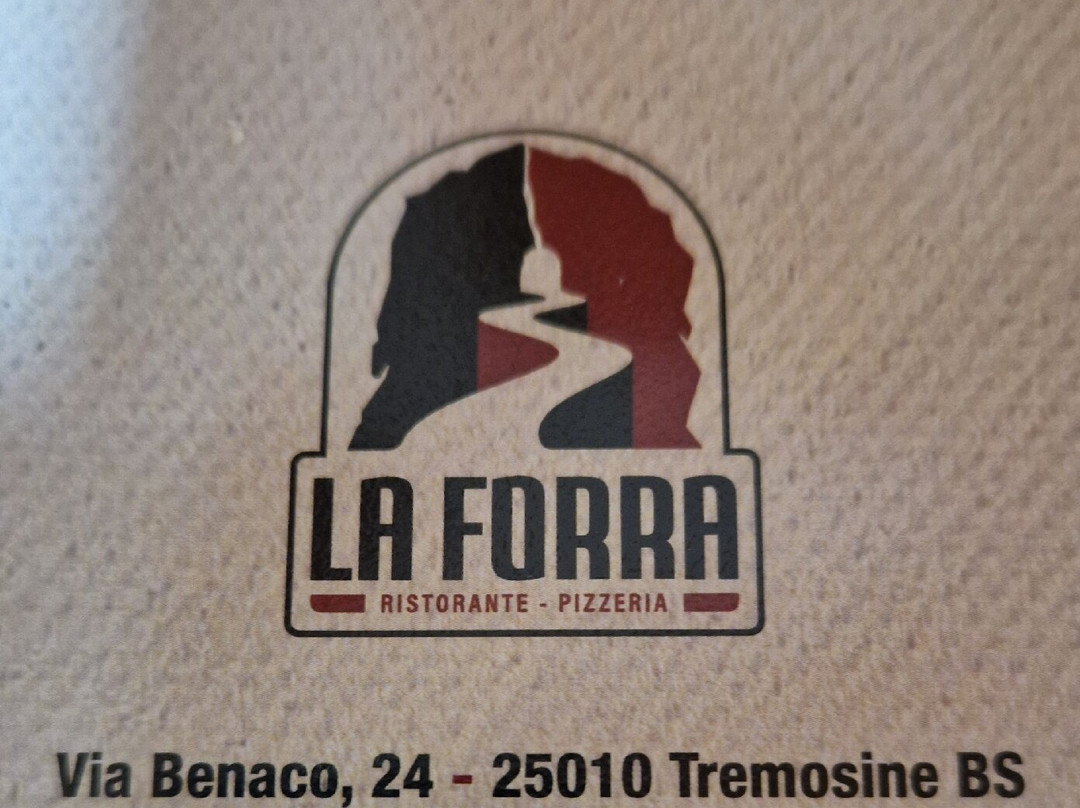 LA FORRA
RISTORANTE - PIZZERIA
Via Benaco, 24 - 25010 Tremosine BS